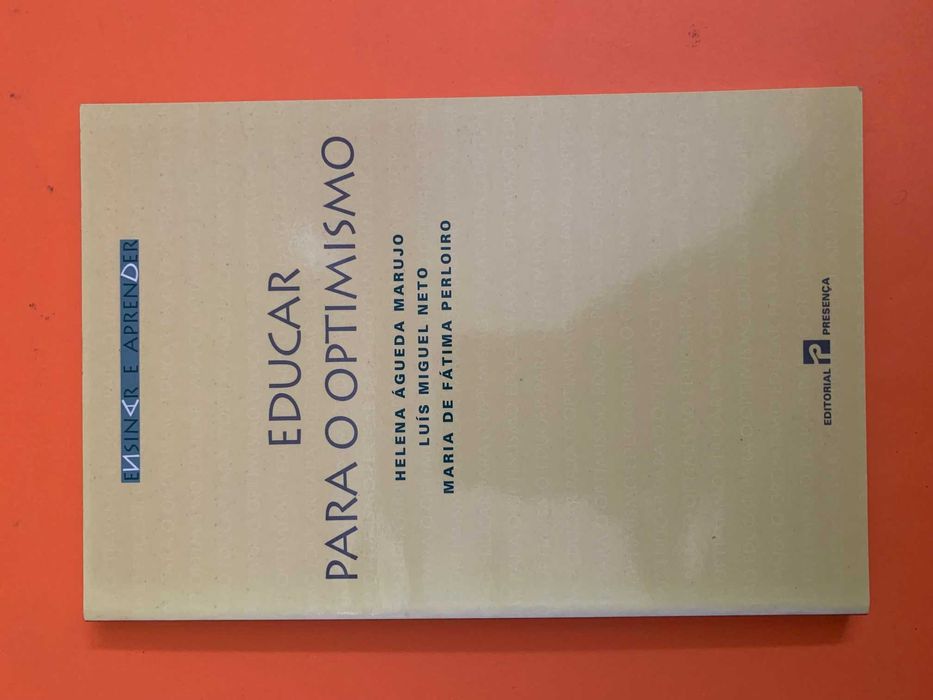 ENSINAR E APRENDER
EDUCAR
PARA O OPTIMISMO
HELENA ÁGUEDA MARUJO
LUÍS MIGUEL NETO
MARIA DE FÁTIMA PERLOIRO
EDITORIAL PRESENÇA